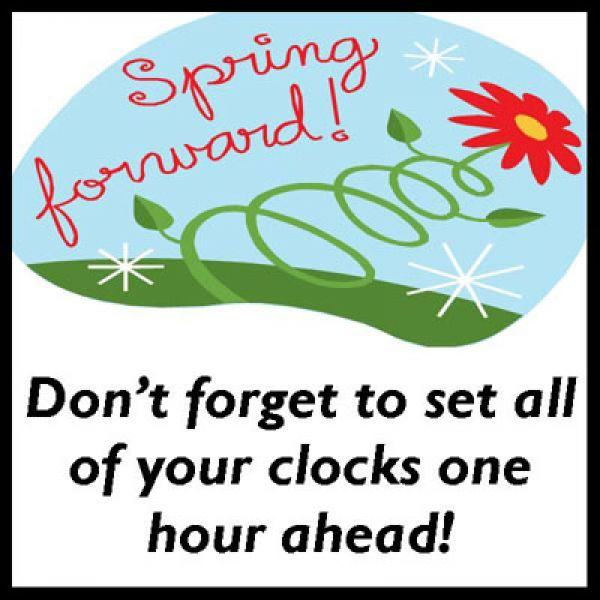 Spring
forward!
Don't forget to set all
of your clocks one
hour ahead!